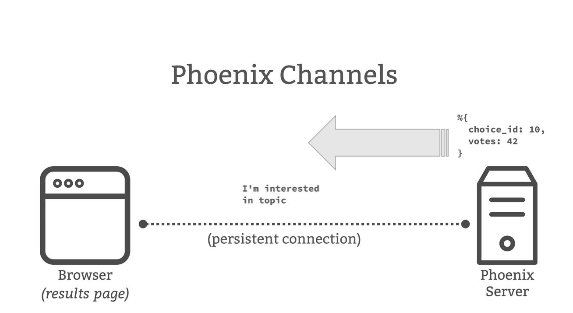 Phoenix Channels
%{
choice_id: 10,
votes: 42
}
I'm interested
in topic
(persistent connection)
Browser
(results page)
Phoenix
Server